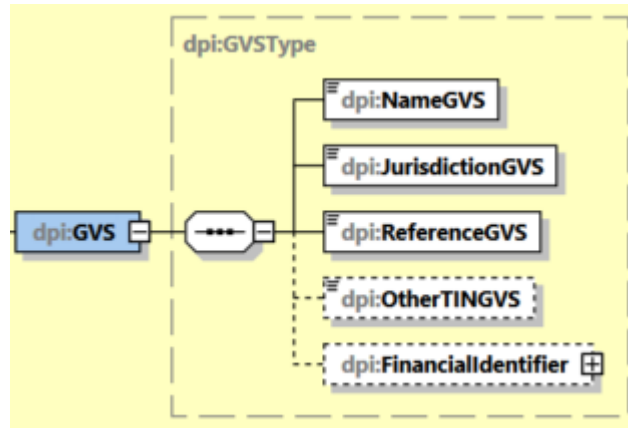 dpi:GVSType
dpi:NameGVS
dpi:JurisdictionGVS
dpi:GVS
dpi:ReferenceGVS
dpi:OtherTINGVS
dpi:FinancialIdentifier